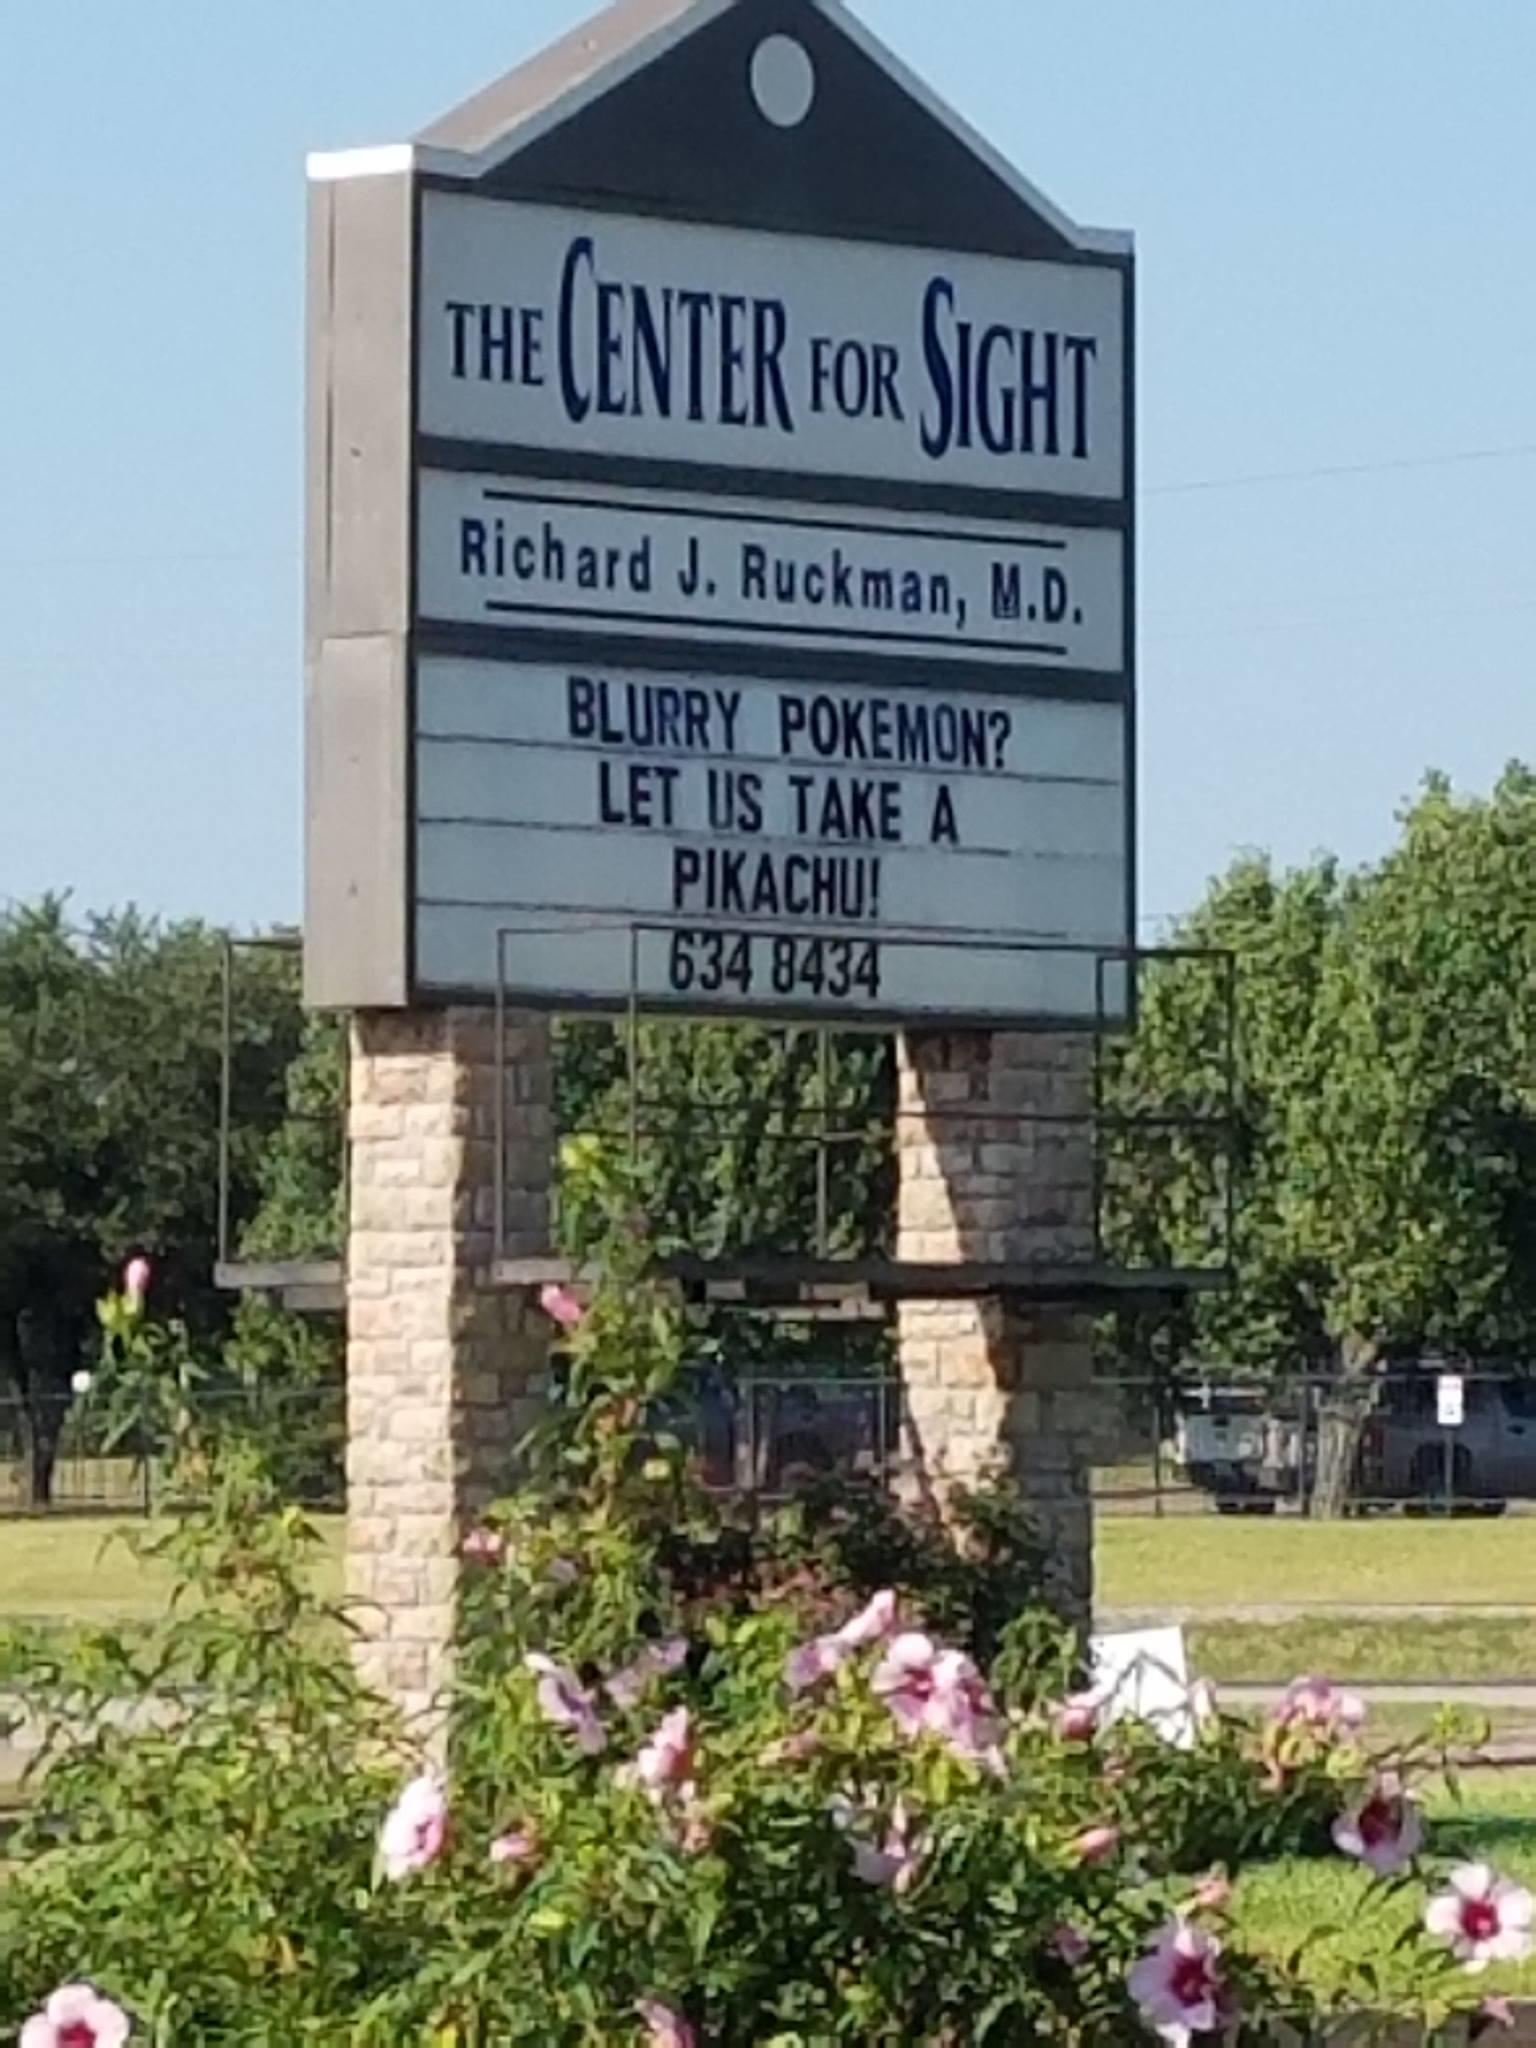 THE CENTER FOR SIGHT
Richard J. Ruckman, M.D.
BLURRY POKEMON?
LET US TAKE A
PIKACHU!
634 8434